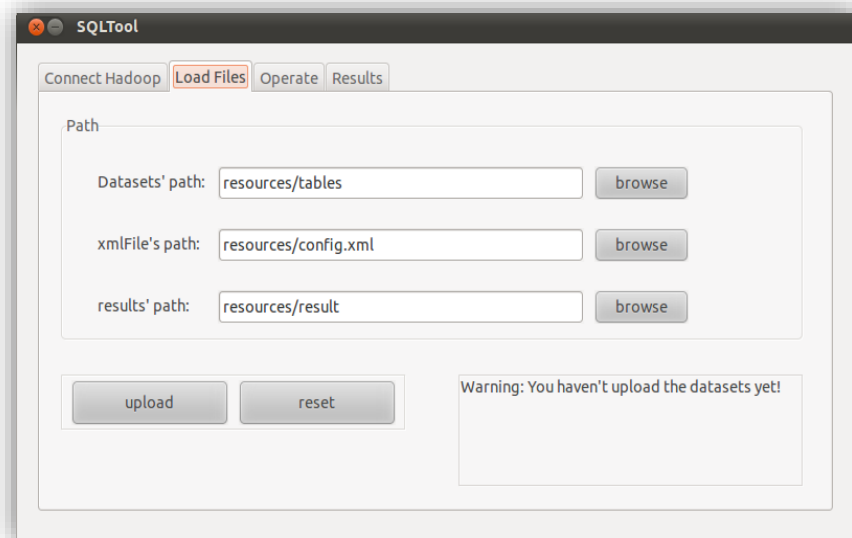 SQLTool
Connect Hadoop Load Files Operate Results
Path
Datasets' path: resources/tables browse
xmlFile's path: resources/config.xml browse
results' path: resources/result browse
upload reset
Warning: You haven't upload the datasets yet!